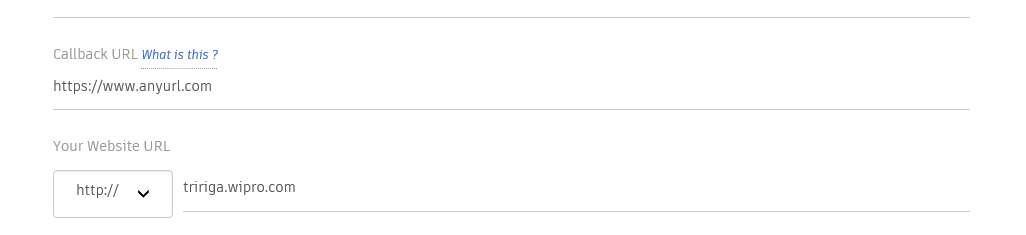 Callback URL What is this ?
https://www.anyurl.com
Your Website URL
http:// tririga.wipro.com